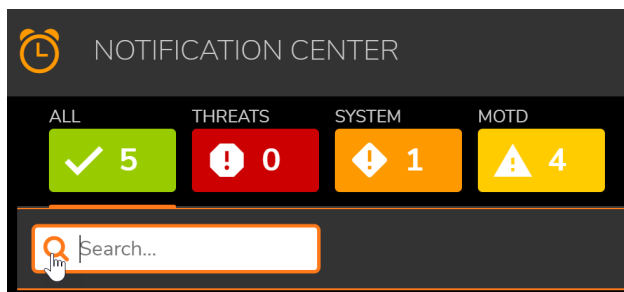 NOTIFICATION CENTER
ALL THREATS SYSTEM MOTD
5 0 1 4
Search...